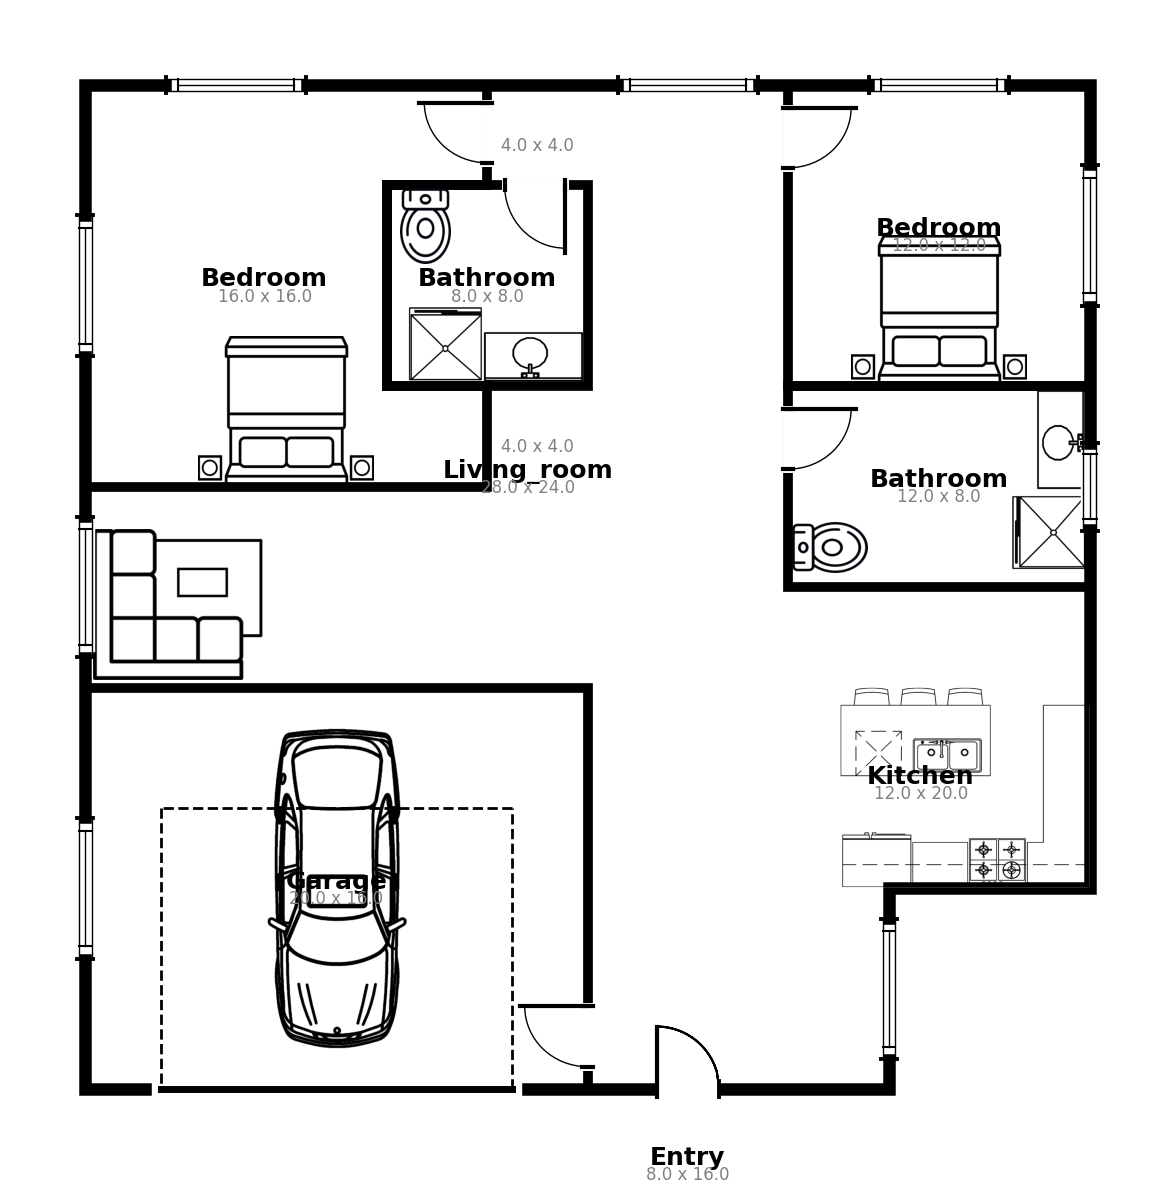 4.0 x 4.0
Bedroom
12.0 x 12.0
Bedroom
16.0 x 16.0
Bathroom
8.0 x 8.0
4.0 x 4.0
Living_room
28.0 x 24.0
Bathroom
12.0 x 8.0
Kitchen
12.0 x 20.0
Garage
20.0 x 16.0
Entry
8.0 x 16.0